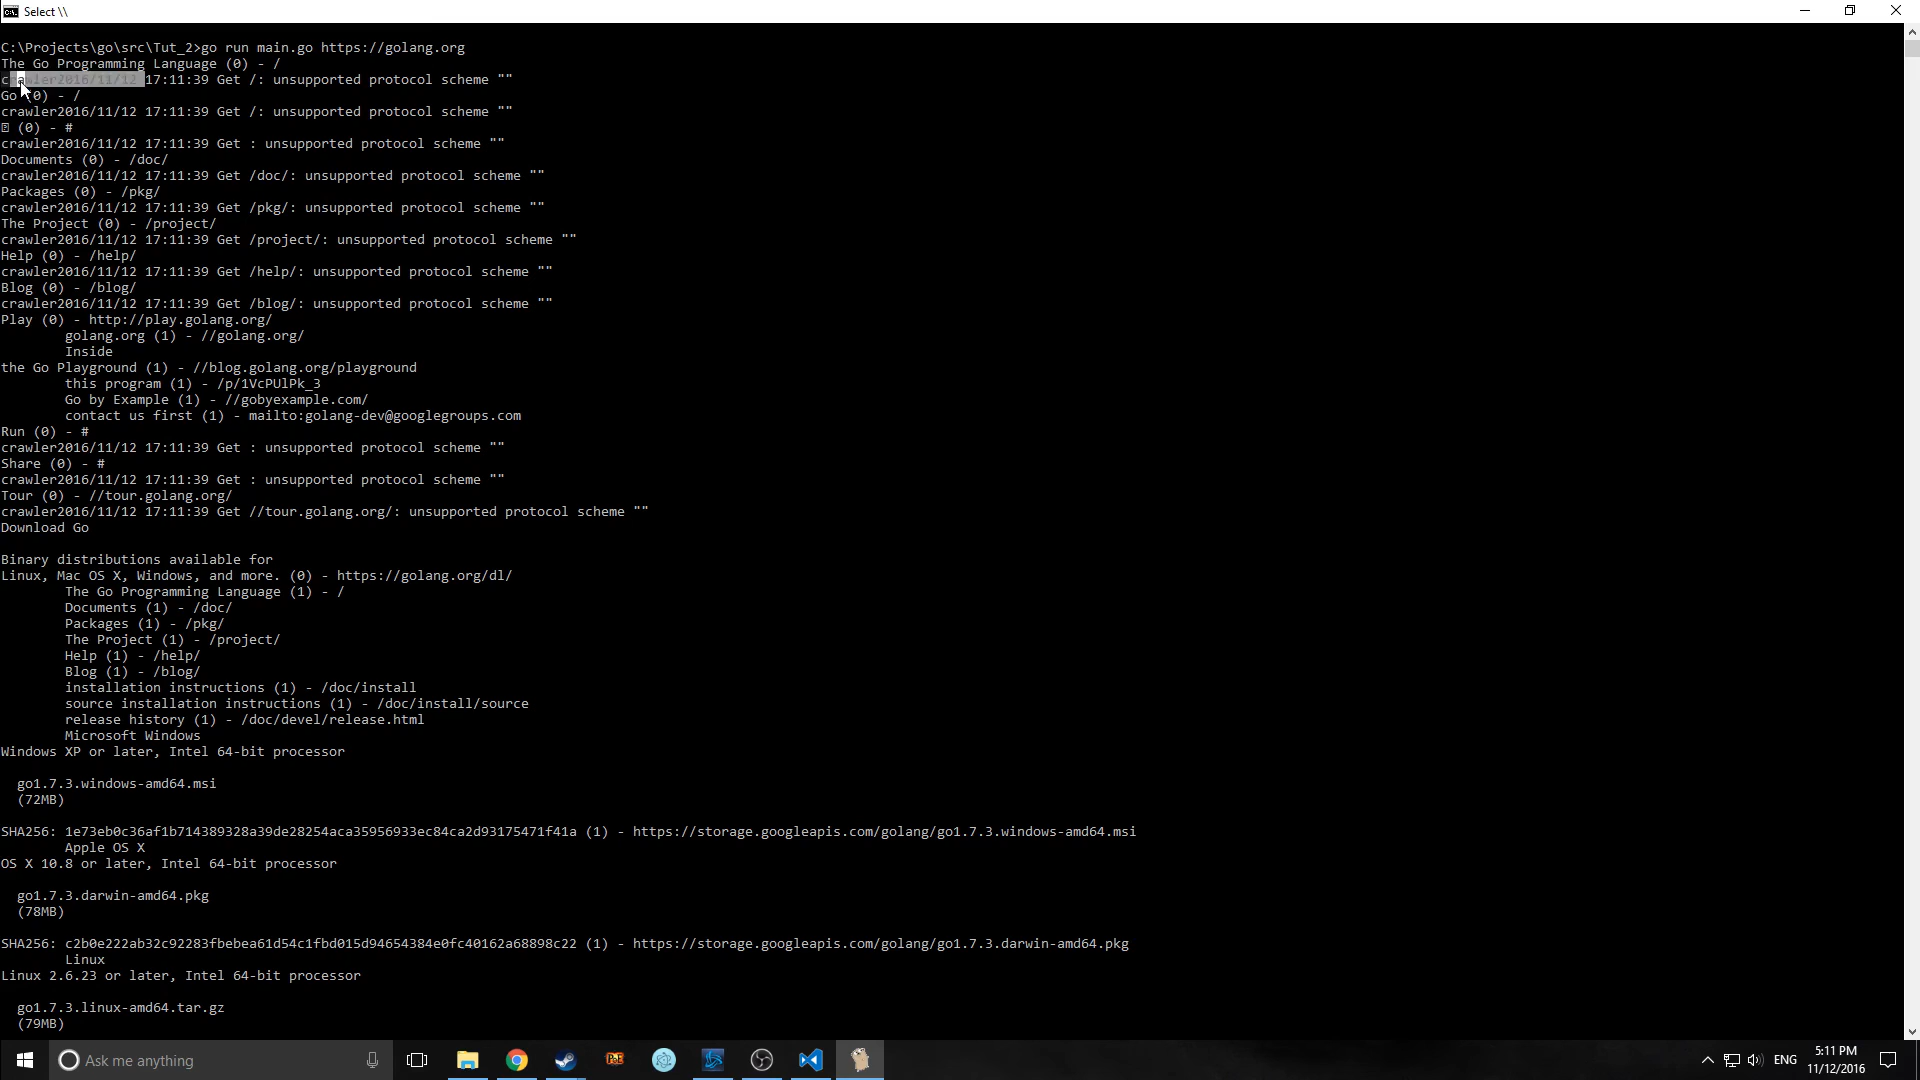 Select \\
C:\Projects\go\src\Tut_2>go run main.go https://golang.org
The Go Programming Language (0) - /
crawler2016/11/12 17:11:39 Get /: unsupported protocol scheme ""
Go (0) - /
crawler2016/11/12 17:11:39 Get /: unsupported protocol scheme ""
(0) - #
crawler2016/11/12 17:11:39 Get : unsupported protocol scheme ""
Documents (0) - /doc/
crawler2016/11/12 17:11:39 Get /doc/: unsupported protocol scheme ""
Packages (0) - /pkg/
crawler2016/11/12 17:11:39 Get /pkg/: unsupported protocol scheme ""
The Project (0) - /project/
crawler2016/11/12 17:11:39 Get /project/: unsupported protocol scheme ""
Help (0) - /help/
crawler2016/11/12 17:11:39 Get /help/: unsupported protocol scheme ""
Blog (0) - /blog/
crawler2016/11/12 17:11:39 Get /blog/: unsupported protocol scheme ""
Play (0) - http://play.golang.org/
golang.org (1) - //golang.org/
Inside
the Go Playground (1) - //blog.golang.org/playground
this program (1) - /p/1VcPUlPk_3
Go by Example (1) - //gobyexample.com/
contact us first (1) - mailto:golang-dev@googlegroups.com
Run (0) - #
crawler2016/11/12 17:11:39 Get : unsupported protocol scheme ""
Share (0) - #
crawler2016/11/12 17:11:39 Get : unsupported protocol scheme ""
Tour (0) - //tour.golang.org/
crawler2016/11/12 17:11:39 Get //tour.golang.org/: unsupported protocol scheme ""
Download Go
Binary distributions available for
Linux, Mac OS X, Windows, and more. (0) - https://golang.org/dl/
The Go Programming Language (1) - /
Documents (1) - /doc/
Packages (1) - /pkg/
The Project (1) - /project/
Help (1) - /help/
Blog (1) - /blog/
installation instructions (1) - /doc/install
source installation instructions (1) - /doc/install/source
release history (1) - /doc/devel/release.html
Microsoft Windows
Windows XP or later, Intel 64-bit processor
go1.7.3.windows-amd64.msi
(72MB)
SHA256: 1e73eb0c36af1b714389328a39de28254aca35956933ec84ca2d93175471f41a (1) - https://storage.googleapis.com/golang/go1.7.3.windows-amd64.msi
Apple OS X
OS X 10.8 or later, Intel 64-bit processor
go1.7.3.darwin-amd64.pkg
(78MB)
SHA256: c2b0e222ab32c92283fbebea61d54c1fbd015d94654384e0fc40162a68898c22 (1) - https://storage.googleapis.com/golang/go1.7.3.darwin-amd64.pkg
Linux
Linux 2.6.23 or later, Intel 64-bit processor
go1.7.3.linux-amd64.tar.gz
(79MB)
Ask me anything
PoE
ENG
5:11 PM
11/12/2016